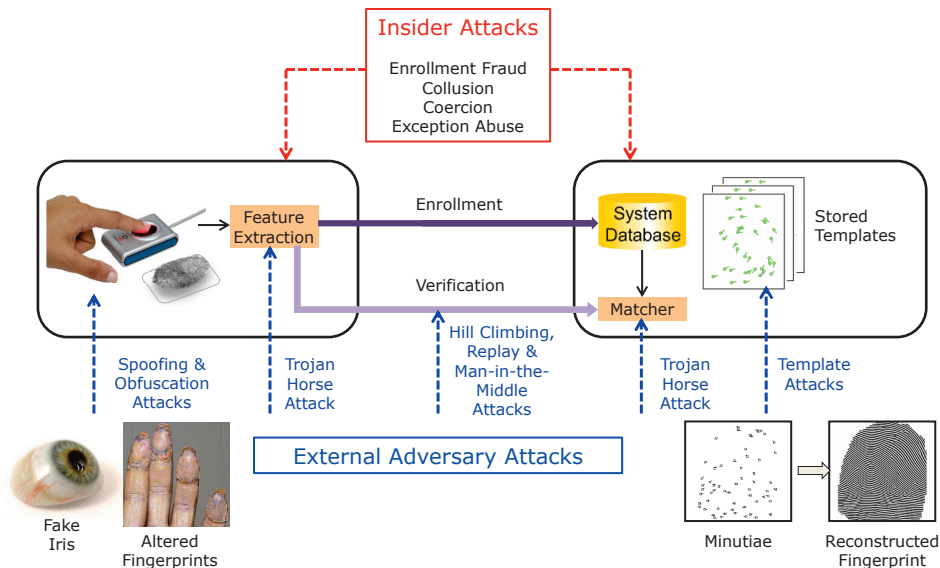 Insider Attacks
Enrollment Fraud
Collusion
Coercion
Exception Abuse
Feature
Extraction
Enrollment
System
Database
Stored
Templates
Verification
Matcher
Spoofing &
Obfuscation
Attacks
Trojan
Horse
Attack
Hill Climbing,
Replay &
Man-in-the-
Middle
Attacks
Trojan
Horse
Attack
Template
Attacks
External Adversary Attacks
Fake
Iris
Altered
Fingerprints
Minutiae
Reconstructed
Fingerprint